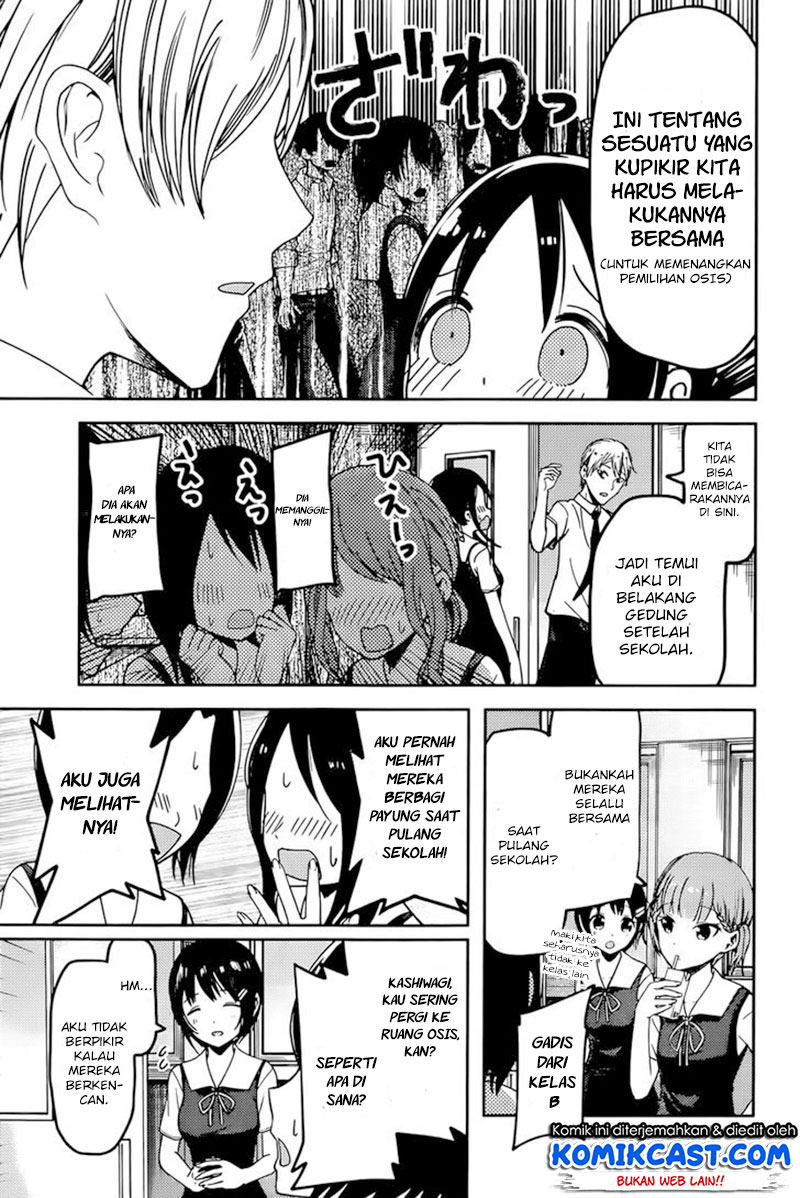 ざわっ
INI TENTANG
SESUATU YANG
KUPIKIR KITA
HARUS MELA-
KUKANNYA
BERSAMA
(UNTUK MEMENANGKAN
PEMILIHAN OSIS)
KITA
TIDAK
BISA
MEMBICA-
RAKANNYA
DI SINI.
JADI TEMUI
AKU DI
BELAKANG
GEDUNG
SETELAH
SEKOLAH.
ひえーっ
DIA
MEMANGGIL-
NYA!
えっえっ
APA
DIA AKAN
MELAKUKAN-
NYA?
BUKANKAH
MEREKA
SELALU
BERSAMA
SAAT
PULANG
SEKOLAH?
maki kita
seharusnya
tidak ke
kelas lain
GADIS
DARI
KELAS
B
AKU PERNAH
MELIHAT
MEREKA
BERBAGI
PAYUNG SAAT
PULANG
SEKOLAH!
AKU JUGA
MELIHAT-
NYA!
KASHIWAGI,
KAU SERING
PERGI KE
RUANG OSIS,
KAN?
SEPERTI
APA DI
SANA?
HM...
AKU TIDAK
BERPIKIR
KALAU
MEREKA
BERKEN-
CAN.
Komik ini diterjemahkan & diedit oleh
KOMIKCAST.COM
BUKAN WEB LAIN!!